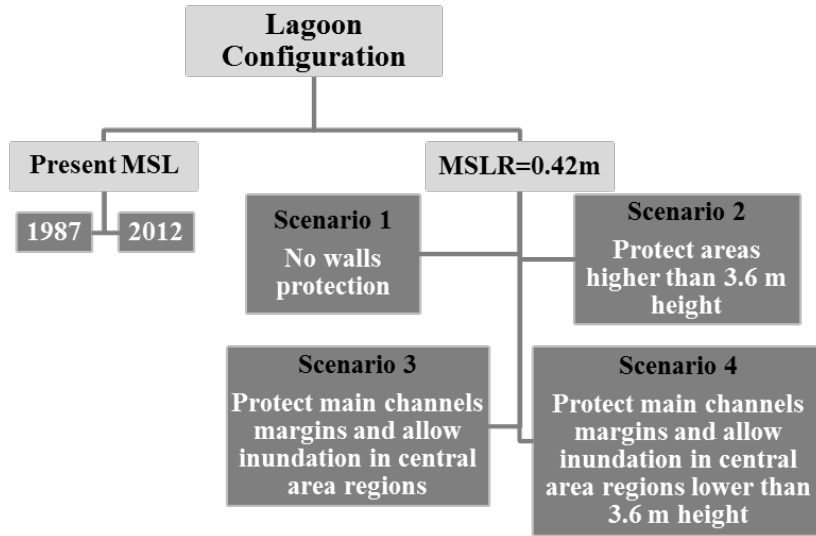 Lagoon
Configuration
Present MSL
MSLR=0.42m
1987
2012
Scenario 1
No walls
protection
Scenario 2
Protect areas
higher than 3.6 m
height
Scenario 3
Protect main channels
margins and allow
inundation in central
area regions
Scenario 4
Protect main channels
margins and allow
inundation in central
area regions lower than
3.6 m height